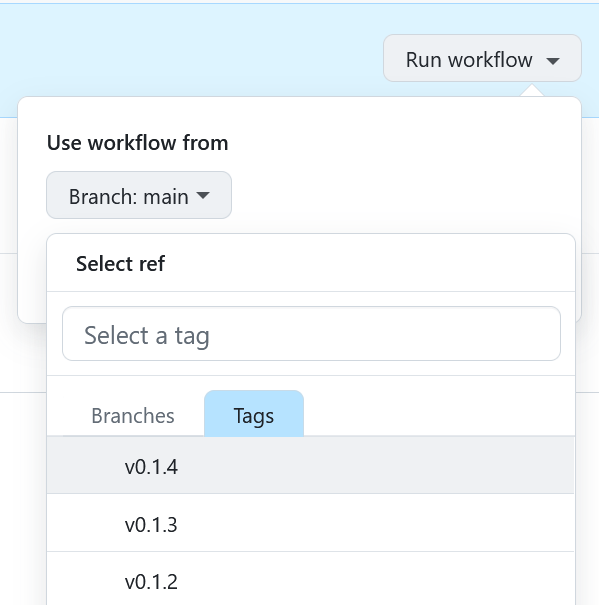 Run workflow
Use workflow from
Branch: main
Select ref
Select a tag
Branches Tags
v0.1.4
v0.1.3
v0.1.2